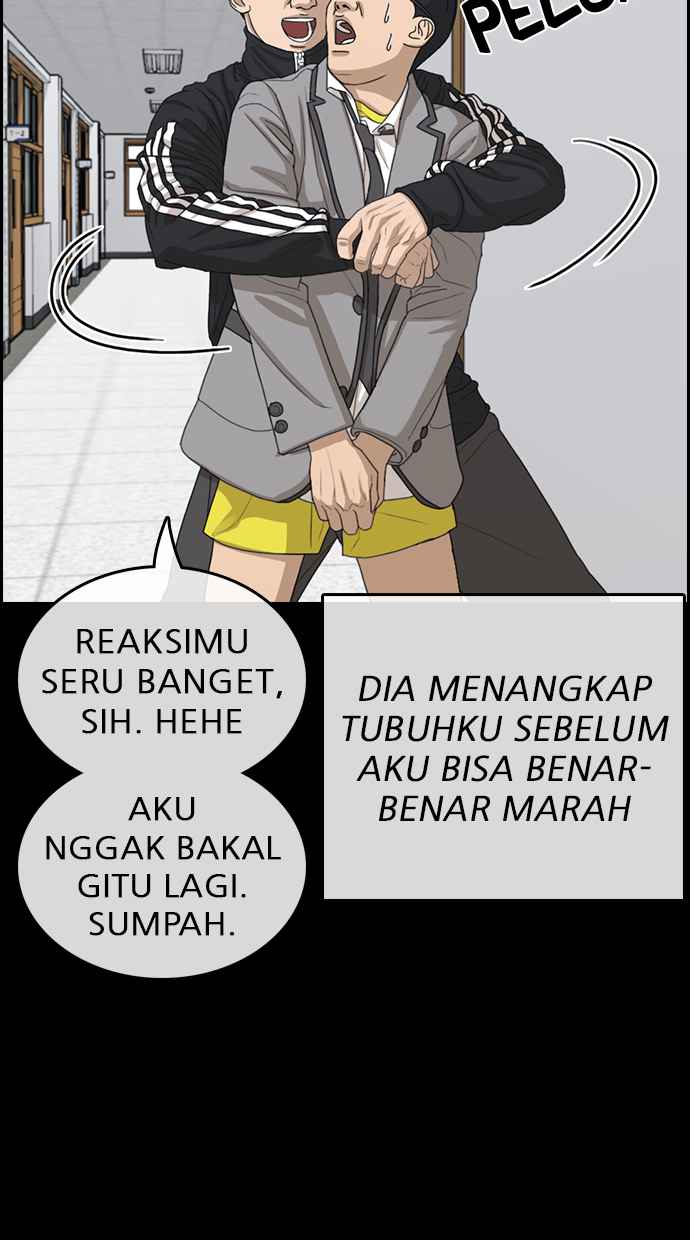 REAKSIMU
SERU BANGET,
SIH. HEHE
DIA MENANGKAP
TUBUHKU SEBELUM
AKU BISA BENAR-
BENAR MARAH
AKU
NGGAK BAKAL
GITU LAGI.
SUMPAH.